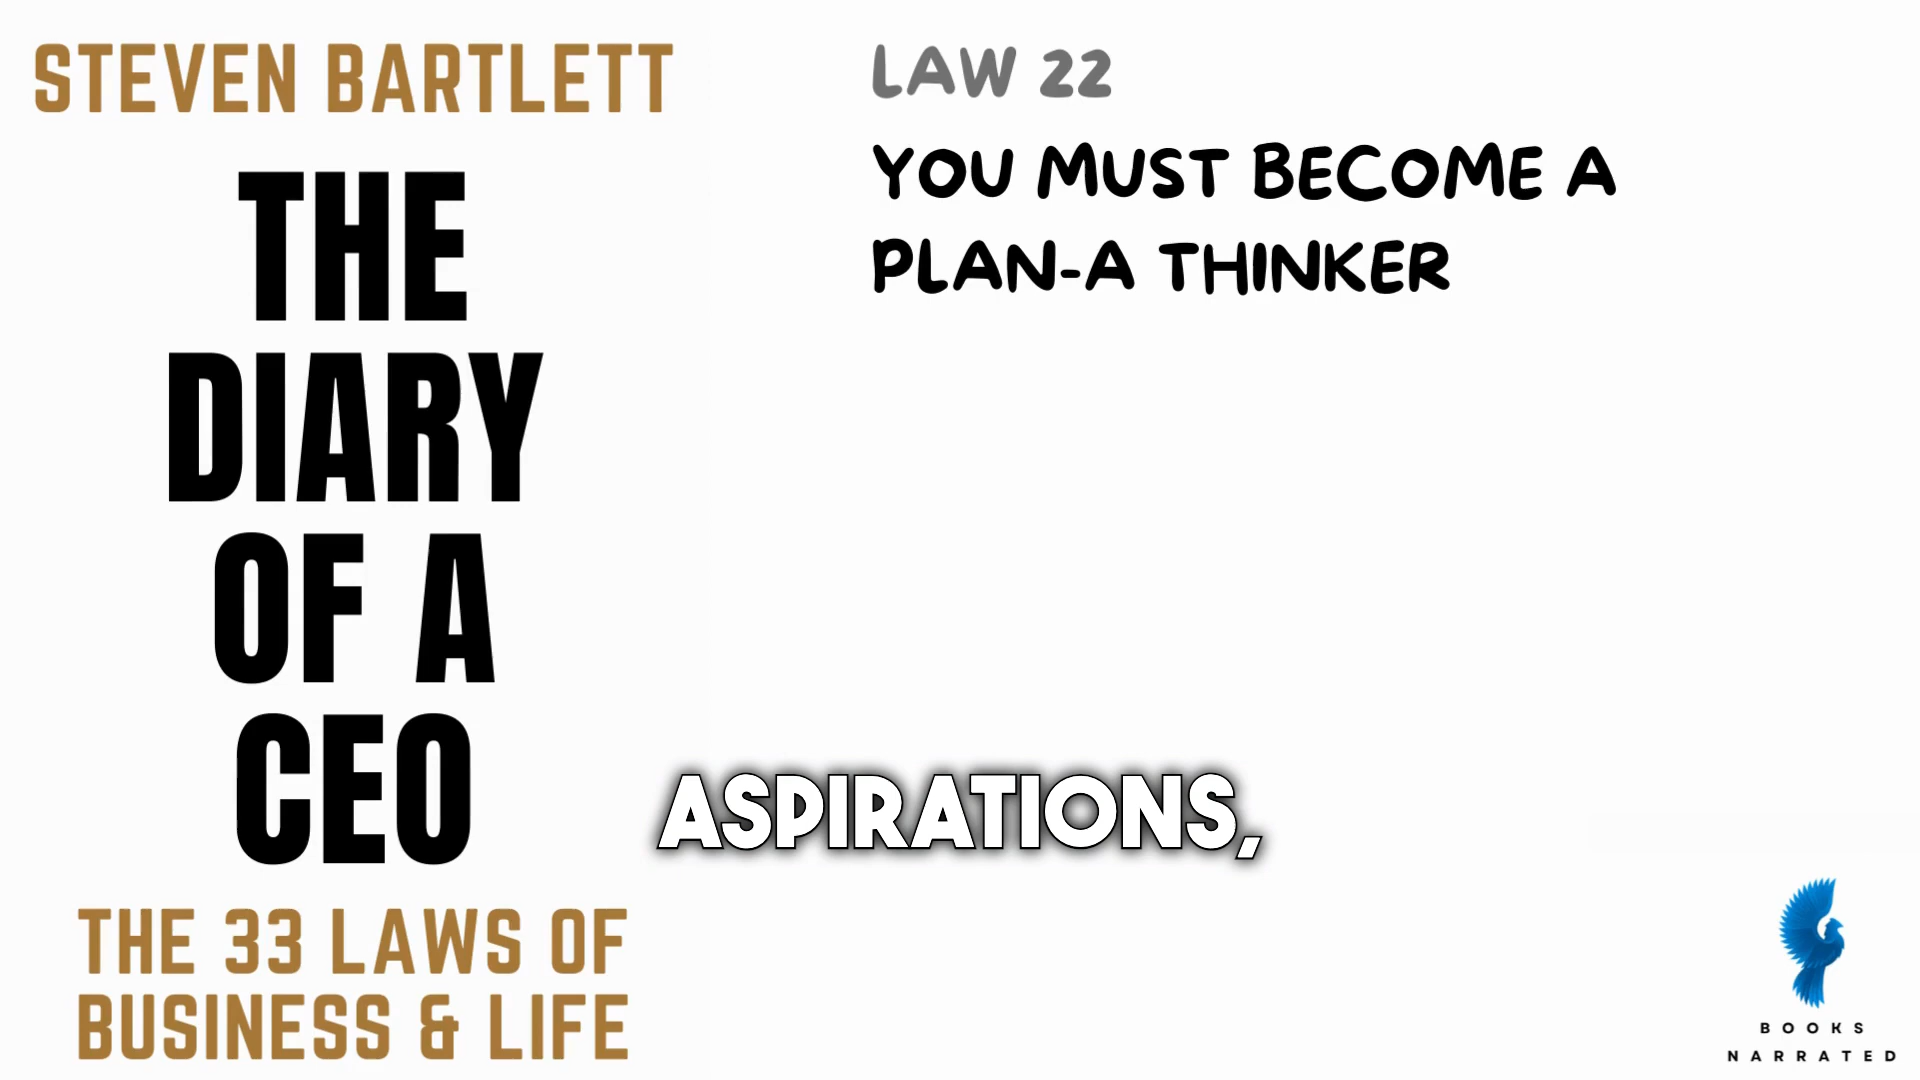 STEVEN BARTLETT
THE
DIARY
OF A
CEO
THE 33 LAWS OF
BUSINESS & LIFE
LAW 22
YOU MUST BECOME A
PLAN-A THINKER
ASPIRATIONS,
BOOKS
NARRATED